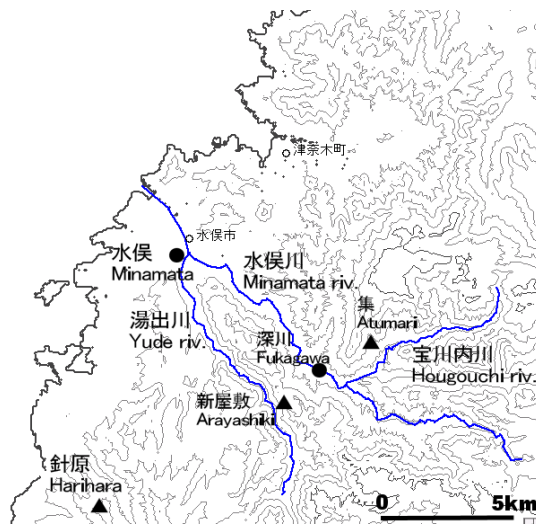 津奈木町
水俣市
水俣
Minamata
水俣川
Minamata riv.
湯出川
Yude riv.
集
Atumari
深川
Fukagawa
宝川内川
Hougouchi riv.
新屋敷
Arayashiki
針原
Harihara
0 5km